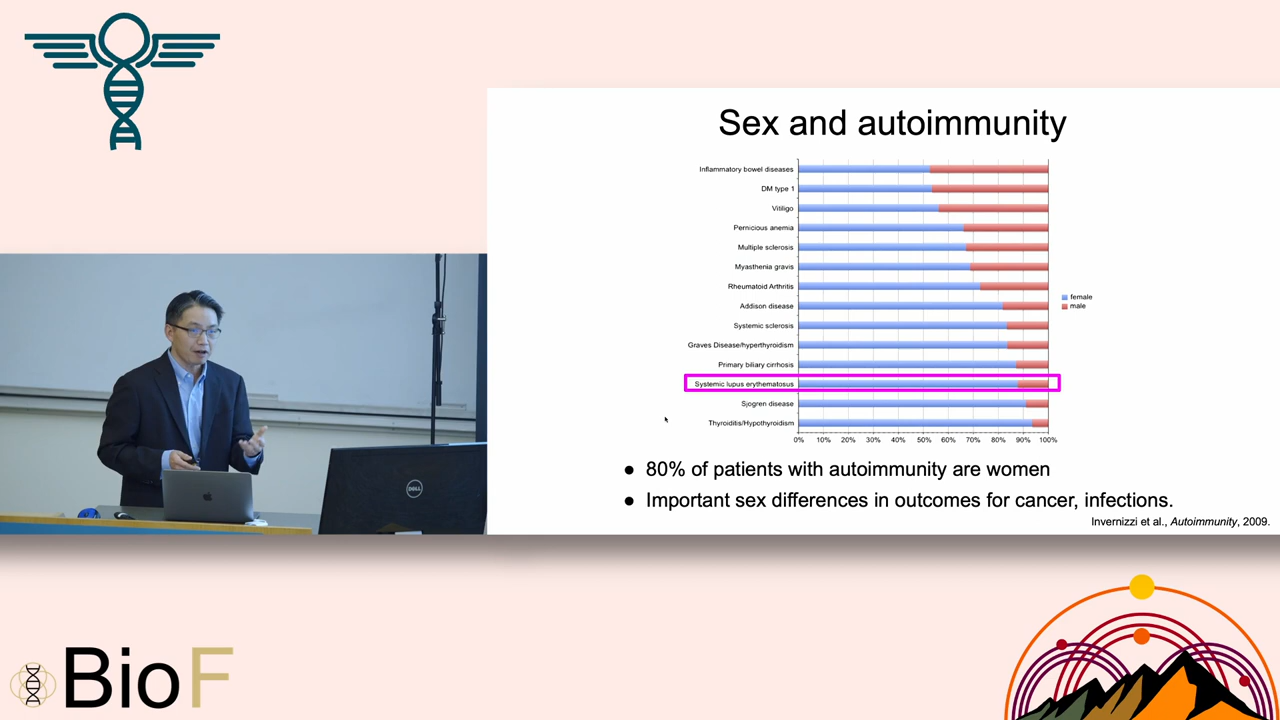 Sex and autoimmunity
Inflammatory bowel diseases
DM type 1
Vitiligo
Pernicious anemia
Multiple sclerosis
Myasthenia gravis
Rheumatoid Arthritis
Addison disease
Systemic sclerosis
Graves Disease/hyperthyroidism
Primary biliary cirrhosis
Systemic lupus erythematosus
Sjogren disease
Thyroiditis/Hypothyroidism
0% 10% 20% 30% 40% 50% 60% 70% 80% 90% 100%
female
male
● 80% of patients with autoimmunity are women
● Important sex differences in outcomes for cancer, infections.
Invernizzi et al., Autoimmunity, 2009.
DELL
BioF